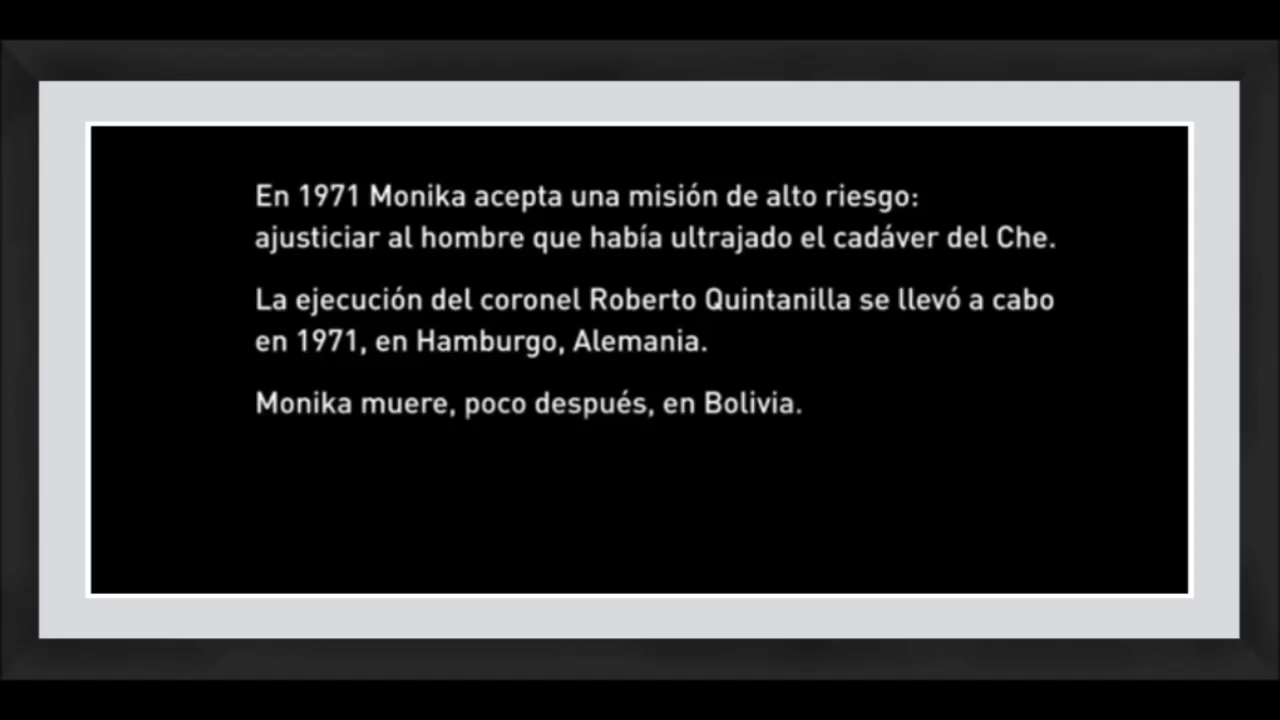 En 1971 Monika acepta una misión de alto riesgo:
ajusticiar al hombre que había ultrajado el cadáver del Che.
La ejecución del coronel Roberto Quintanilla se llevó a cabo
en 1971, en Hamburgo, Alemania.
Monika muere, poco después, en Bolivia.